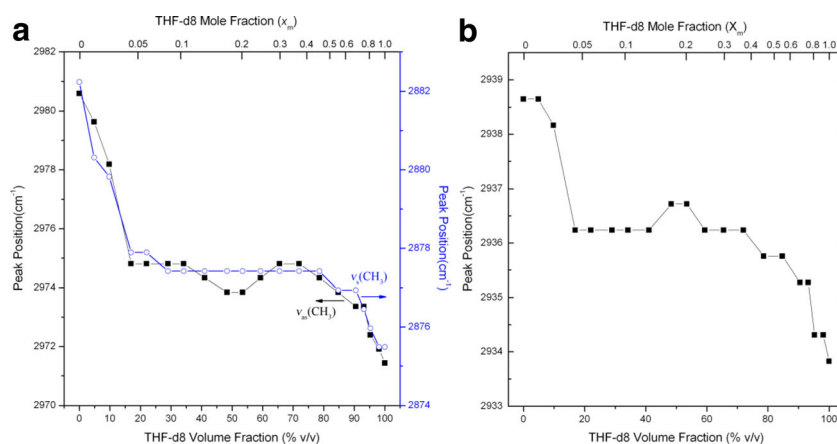 a
THF-d8 Mole Fraction (xm)
0 0.05 0.1 0.2 0.3 0.4 0.5 0.6 0.8 1.0
2982
2980
2978
2976
2974
2972
2970
Peak Position(cm-1)
2882
2880
2878
2876
2874
Peak Position(cm-1)
νs(CH3)
νas(CH3)
0 10 20 30 40 50 60 70 80 90 100
THF-d8 Volume Fraction (% v/v)
b
THF-d8 Mole Fraction (Xm)
0 0.05 0.1 0.2 0.3 0.4 0.6 0.8 1.0
2939
2938
2937
2936
2935
2934
2933
Peak Position(cm-1)
0 20 40 60 80 100
THF-d8 Volume Fraction (% v/v)